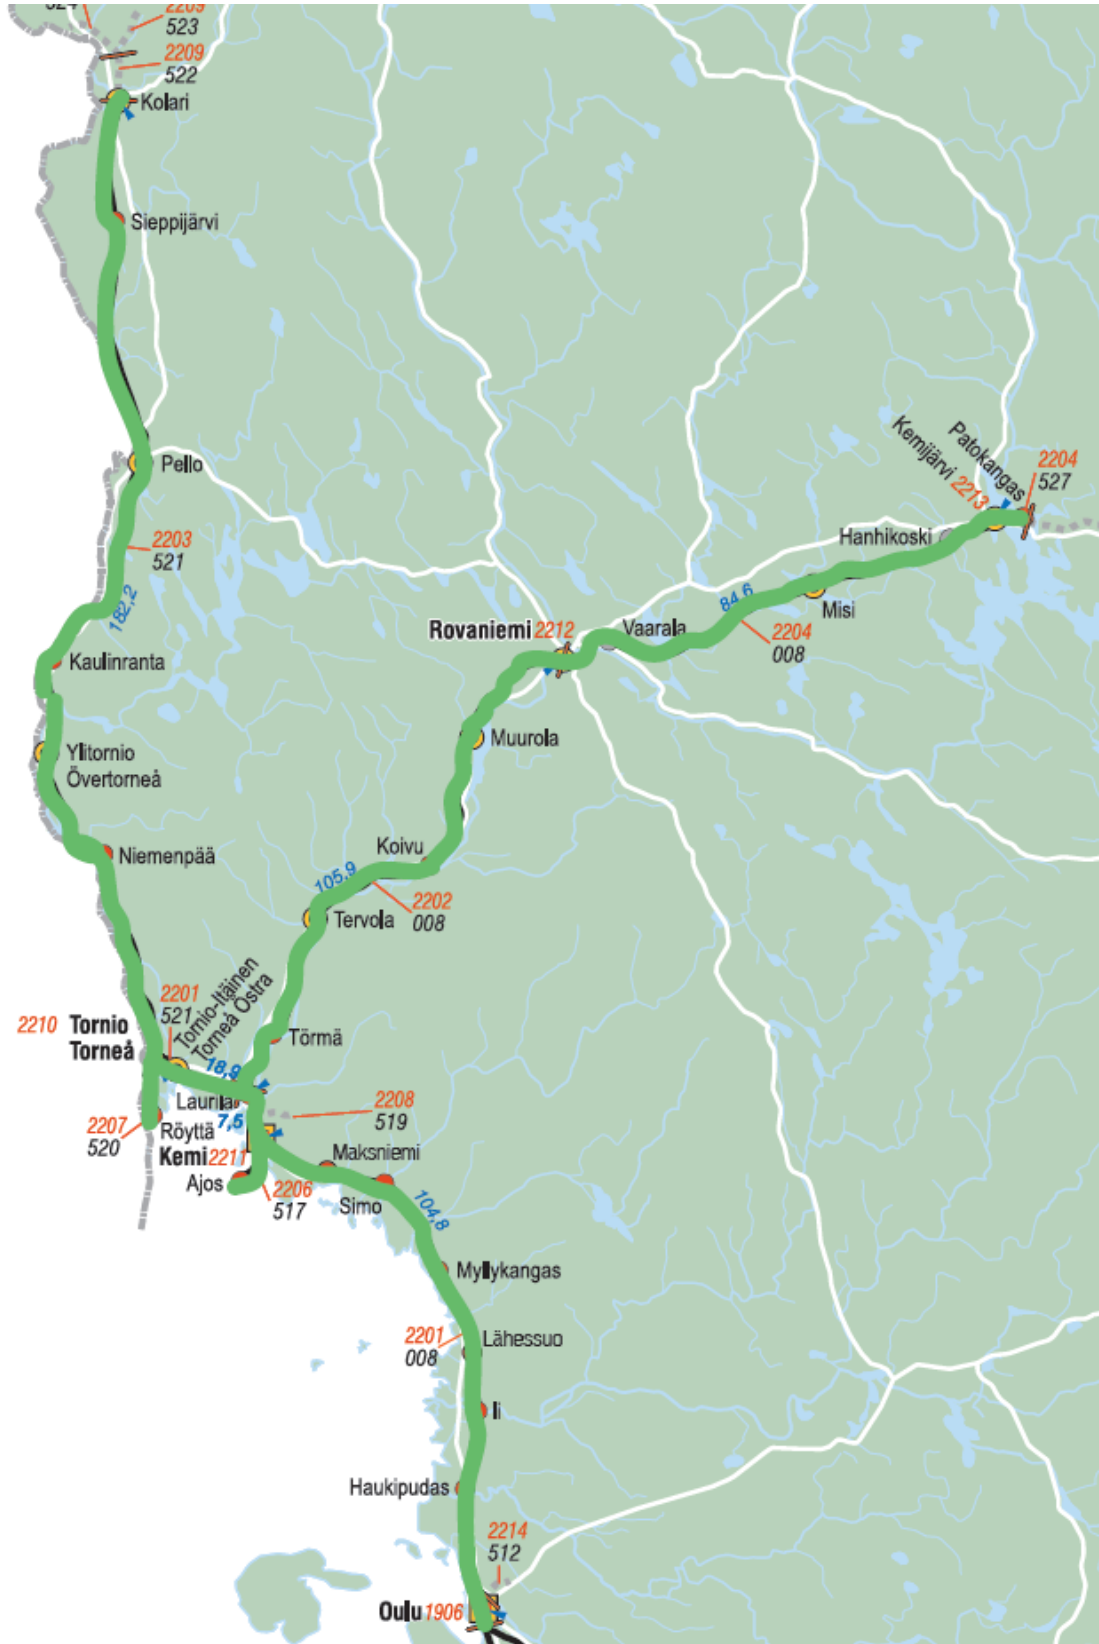 524
2209
523
2209
522
Kolari
Sieppijärvi
Pello
2203
521
182,2
Kaulinranta
Ylitornio
Övertorneå
Niemenpää
Patokangas
Kemijärvi 2213
2204
527
Hanhikoski
Misi
84,6
2204
008
Vaarala
Rovaniemi 2212
Muurola
Koivu
105,9
2202
008
Tervola
Törmä
2201
521
Tornio-Itäinen
Torneå Östra
2210 Tornio
Torneå
18,9
Laurila
7,5
2208
519
2207
520
Röyttä
Kemi 2211
Ajos
2206
517
Maksniemi
Simo
104,8
Myllykangas
2201
008
Lähessuo
Ii
Haukipudas
2214
512
Oulu 1906